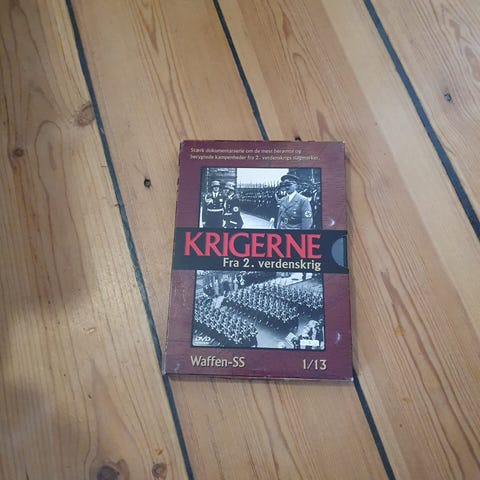 Stærk dokumentarserie om de mest berømte og
berygtede kampenheder fra 2. verdenskrigs slagmarker.
KRIGERNE
Fra 2. verdenskrig
DVD
Waffen-SS 1/13